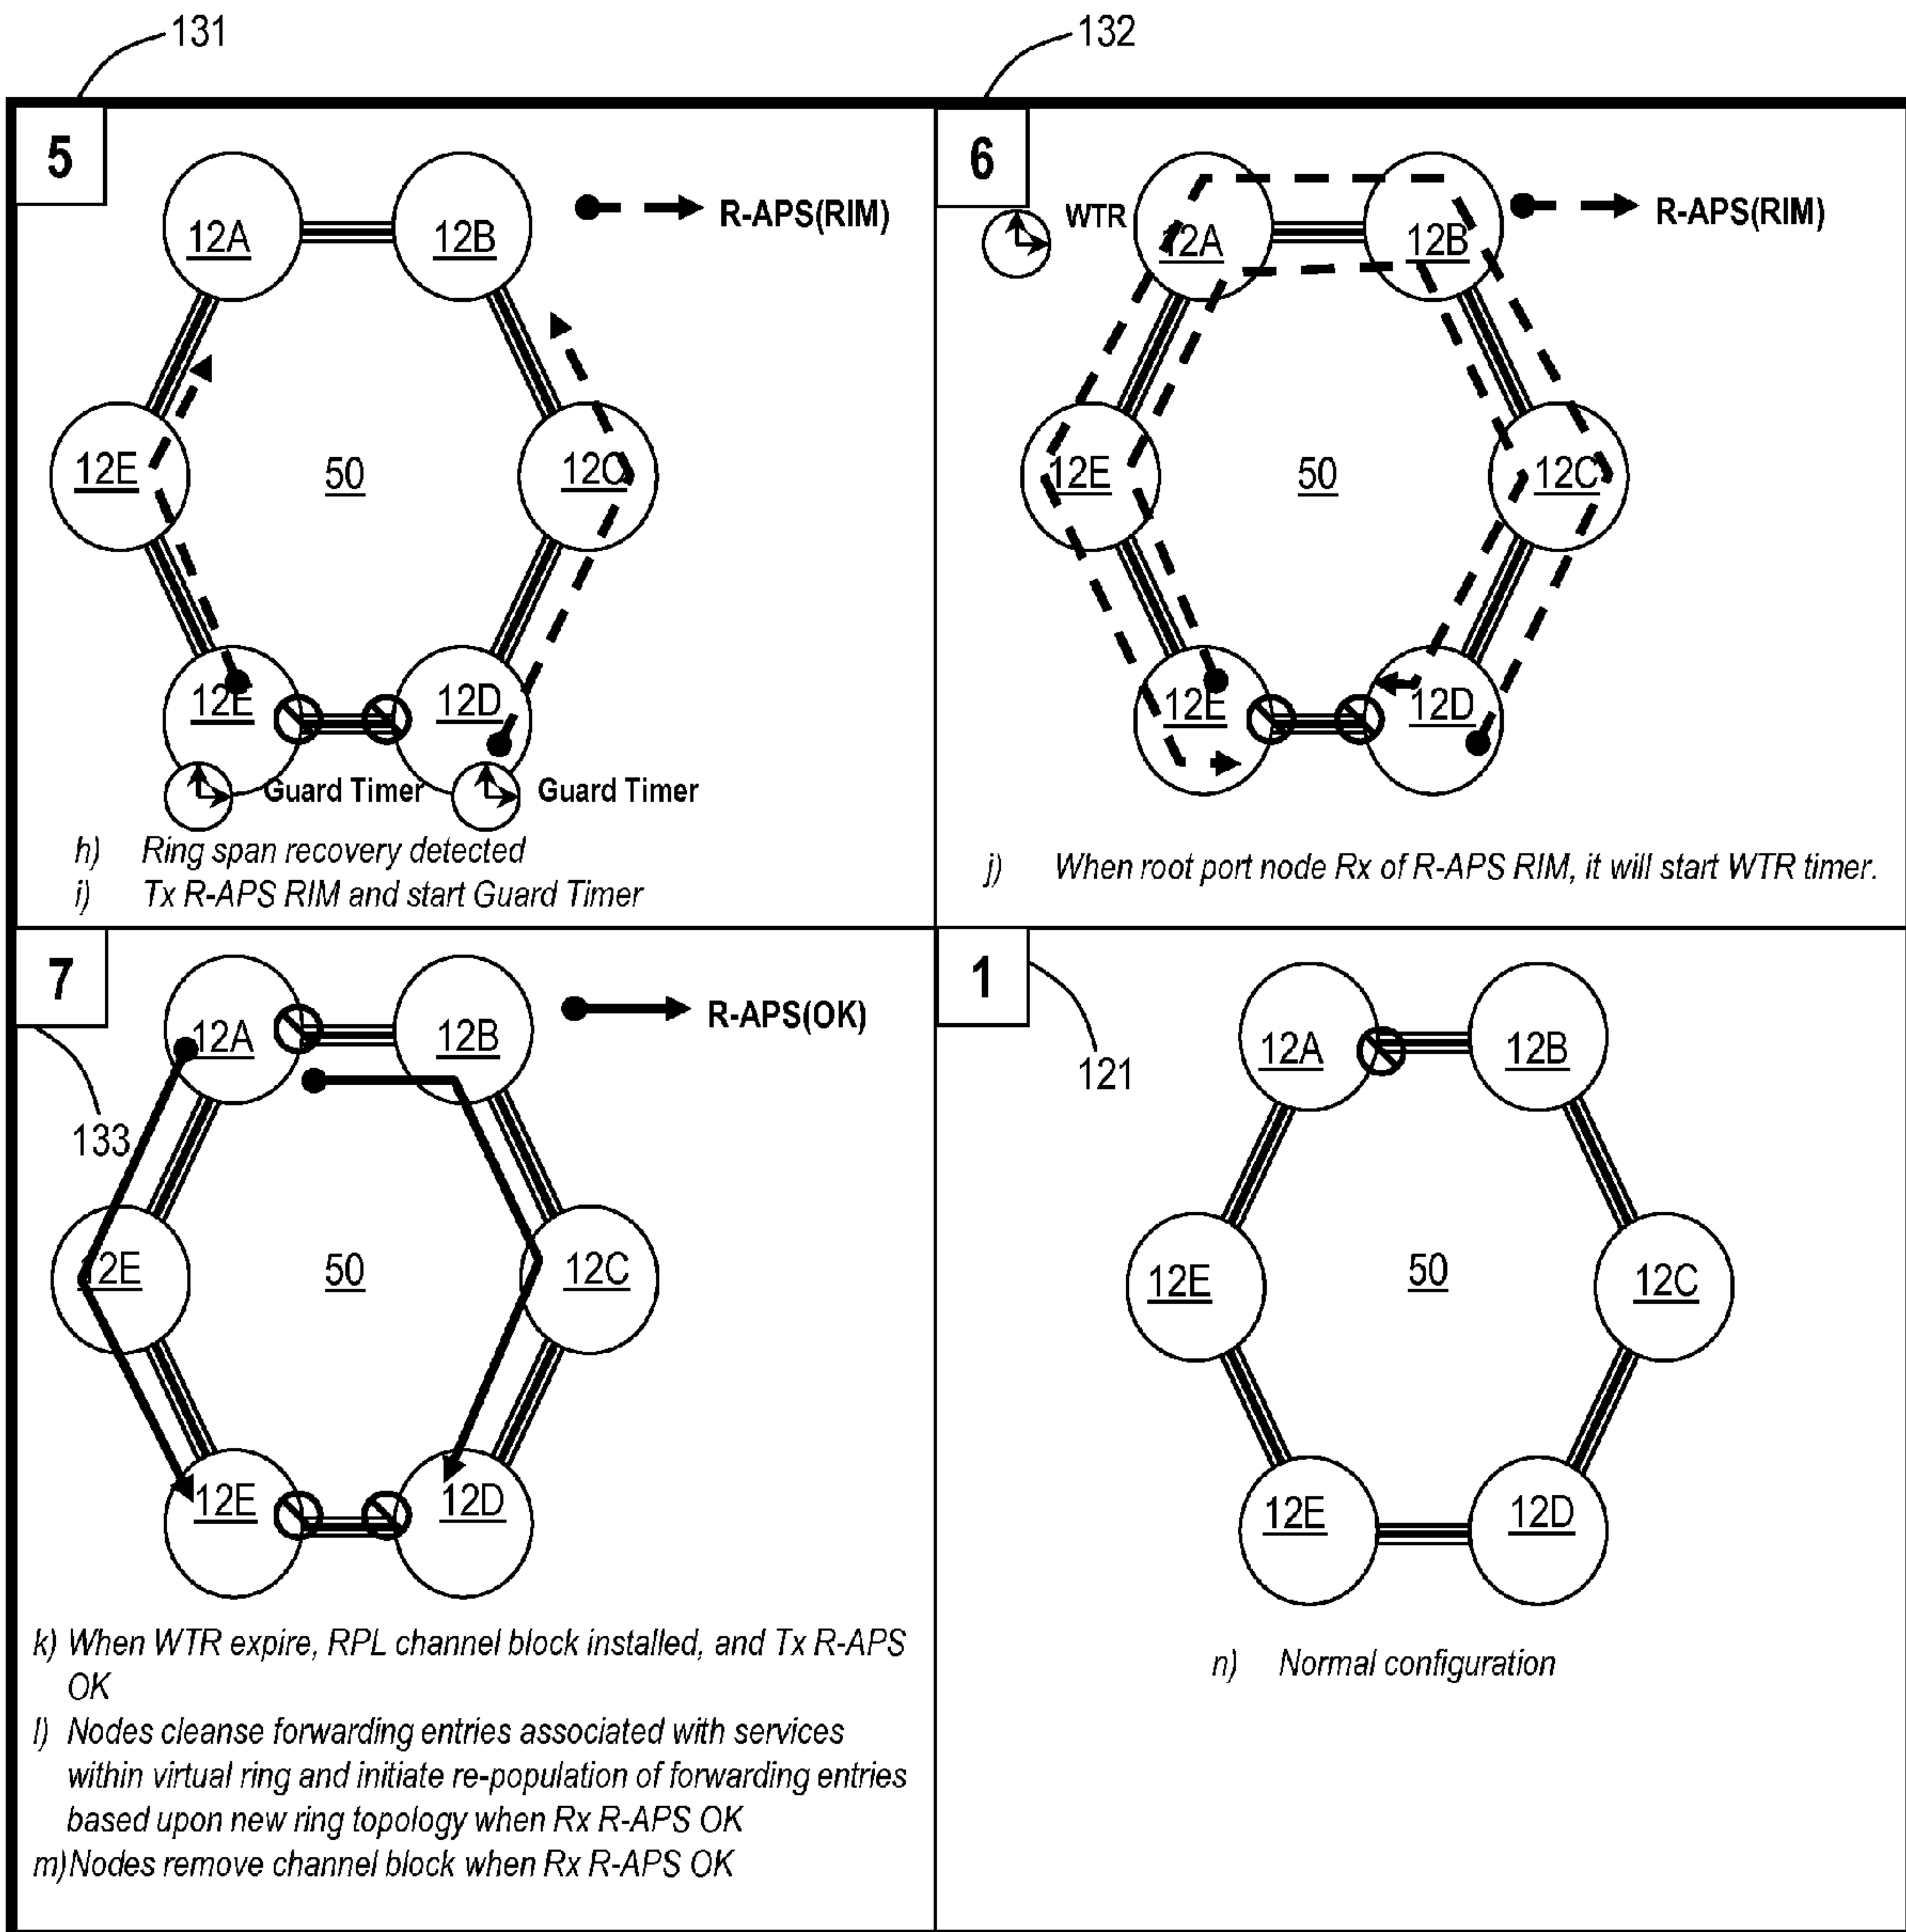 131
132
5
12A
12B
R-APS(RIM)
12E
50
12C
12E
12D
Guard Timer
Guard Timer
h) Ring span recovery detected
i) Tx R-APS RIM and start Guard Timer
6
WTR
12A
12B
R-APS(RIM)
12E
50
12C
12E
12D
j) When root port node Rx of R-APS RIM, it will start WTR timer.
7
12A
12B
R-APS(OK)
133
12E
50
12C
12E
12D
k) When WTR expire, RPL channel block installed, and Tx R-APS
OK
l) Nodes cleanse forwarding entries associated with services
within virtual ring and initiate re-population of forwarding entries
based upon new ring topology when Rx R-APS OK
m)Nodes remove channel block when Rx R-APS OK
1
121
12A
12B
12E
50
12C
12E
12D
n) Normal configuration